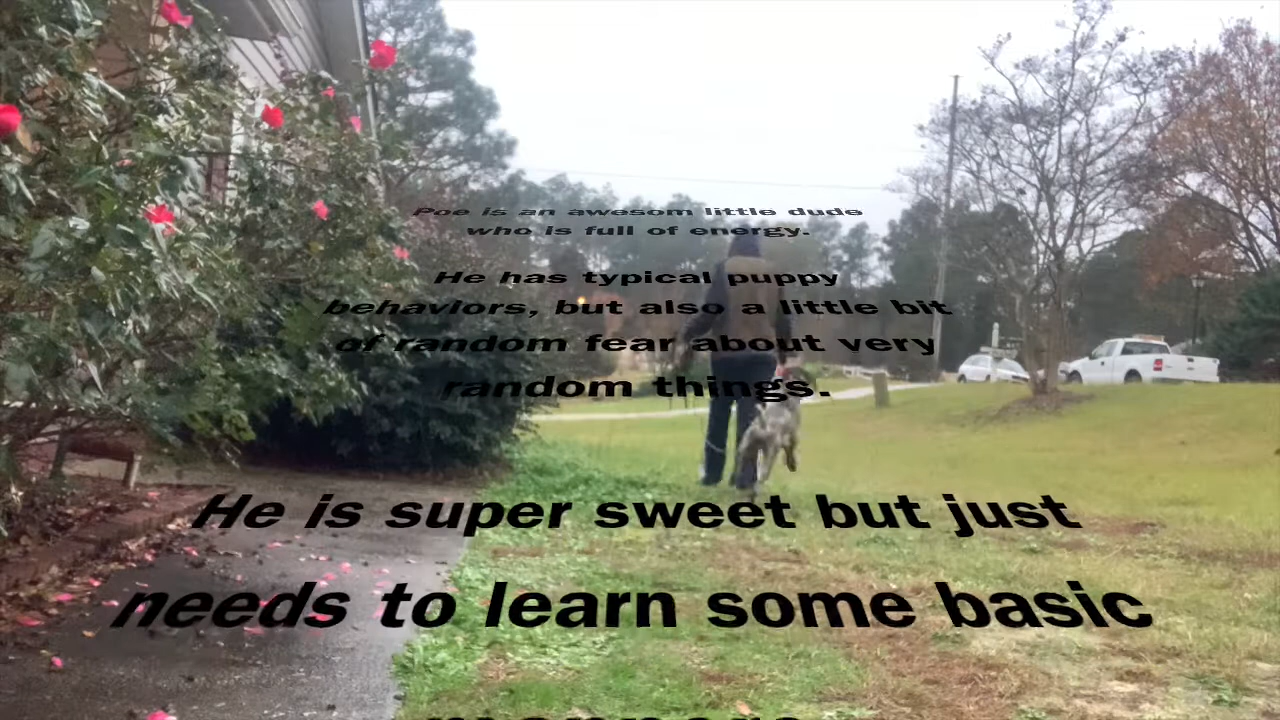 Poe is an awesom little dude
who is full of energy.
He has typical puppy
behaviors, but also a little bit
of random fear about very
random things.
He is super sweet but just
needs to learn some basic